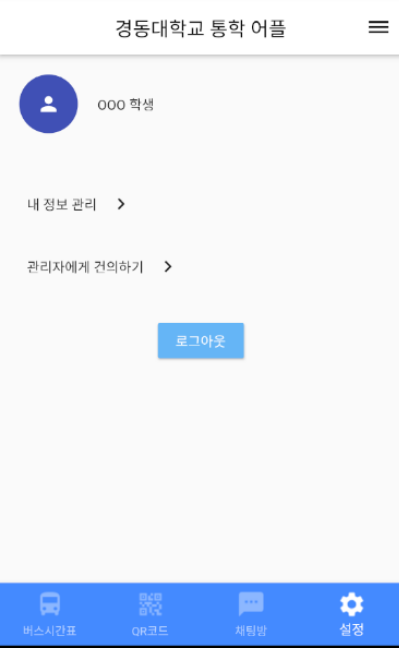 경동대학교 통학 어플
OOO 학생
내 정보 관리
관리자에게 건의하기
로그아웃
버스시간표
QR코드
채팅방
설정